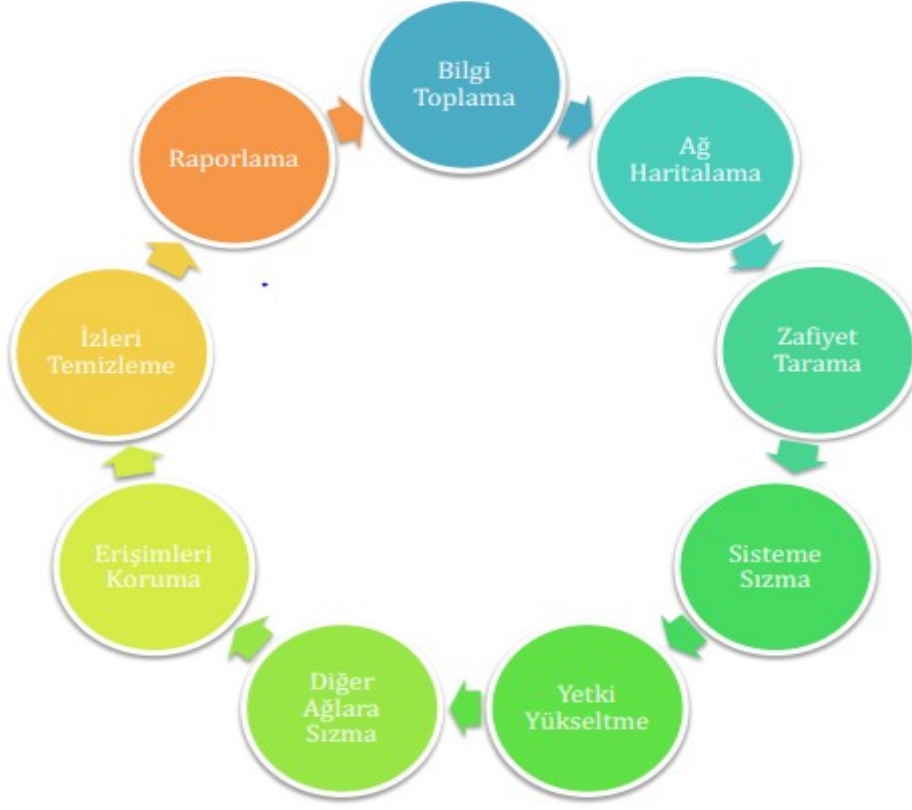 Bilgi
Toplama
Ağ
Haritalama
Zafiyet
Tarama
Sisteme
Sızma
Yetki
Yükseltme
Diğer
Ağlara
Sızma
Erişimleri
Koruma
İzleri
Temizleme
Raporlama